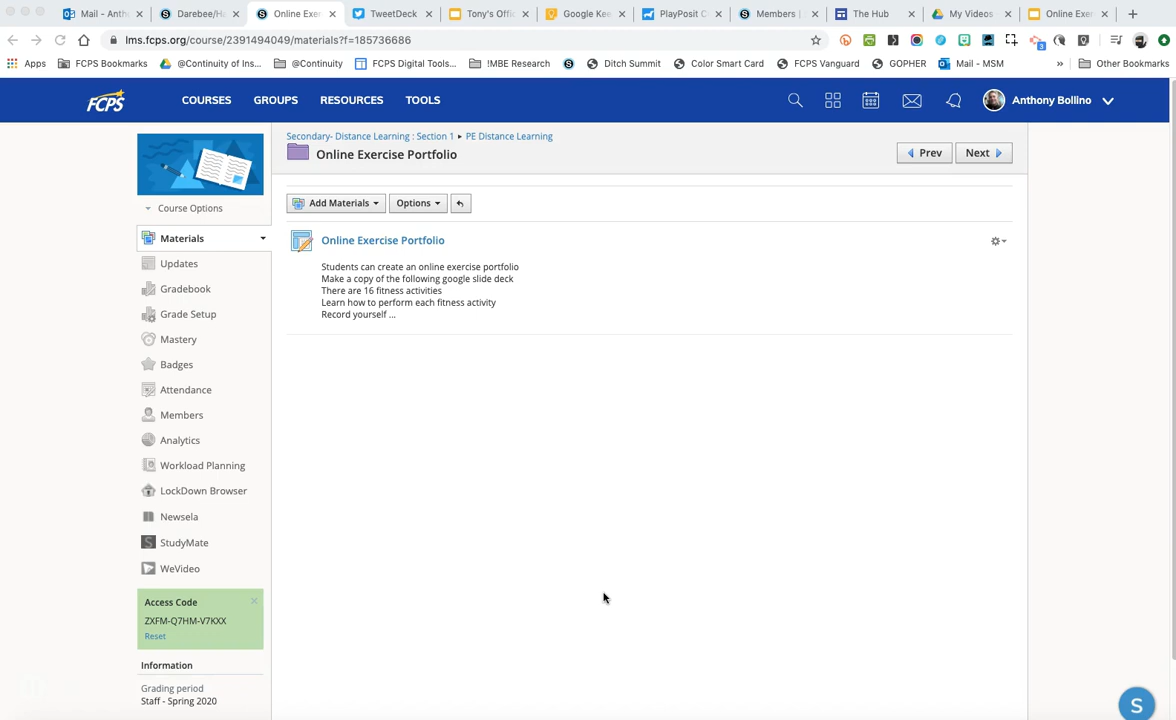 Mail – Anth
Darebee/Ha
Online Exer
TweetDeck
Tony's Offic
Google Kee
PlayPosit C
Members |
The Hub
My Videos
Online Exer
lms.fcps.org/course/2391494049/materials?f=185736686
3
Apps
FCPS Bookmarks
@Continuity of Ins...
@Continuity
FCPS Digital Tools...
!MBE Research
Ditch Summit
Color Smart Card
FCPS Vanguard
GOPHER
Mail - MSM
»
Other Bookmarks
FCPS
COURSES
GROUPS
RESOURCES
TOOLS
Anthony Bollino
Secondary- Distance Learning : Section 1 ▸ PE Distance Learning
Online Exercise Portfolio
Prev
Next
Course Options
Add Materials
Options
Materials
Updates
Gradebook
Grade Setup
Mastery
Badges
Attendance
Members
Analytics
Workload Planning
LockDown Browser
Newsela
StudyMate
WeVideo
Online Exercise Portfolio
Students can create an online exercise portfolio
Make a copy of the following google slide deck
There are 16 fitness activities
Learn how to perform each fitness activity
Record yourself ...
Access Code
ZXFM-Q7HM-V7KXX
Reset
Information
Grading period
Staff - Spring 2020
S